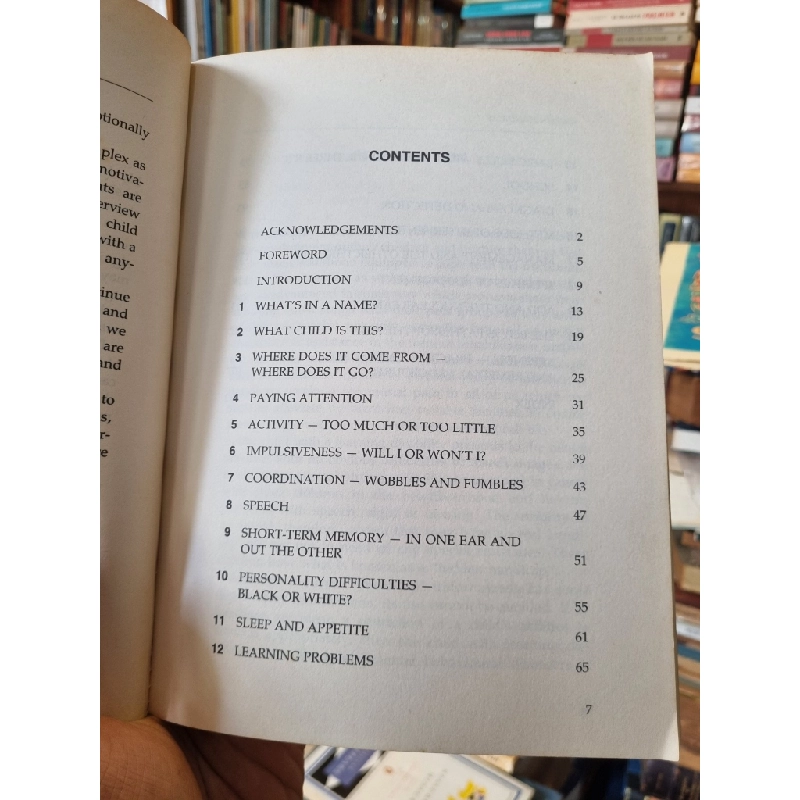 otionally
plex as
motiva-
ts are
erview
child
with a
any-
inue
and
we
are
and
to
CONTENTS
ACKNOWLEDGEMENTS 2
FOREWORD 5
INTRODUCTION 9
1 WHAT'S IN A NAME? 13
2 WHAT CHILD IS THIS? 19
3 WHERE DOES IT COME FROM —
WHERE DOES IT GO? 25
4 PAYING ATTENTION 31
5 ACTIVITY — TOO MUCH OR TOO LITTLE 35
6 IMPULSIVENESS — WILL I OR WON'T I? 39
7 COORDINATION — WOBBLES AND FUMBLES 43
8 SPEECH 47
9 SHORT-TERM MEMORY — IN ONE EAR AND
OUT THE OTHER 51
10 PERSONALITY DIFFICULTIES —
BLACK OR WHITE? 55
11 SLEEP AND APPETITE 61
12 LEARNING PROBLEMS 65
7